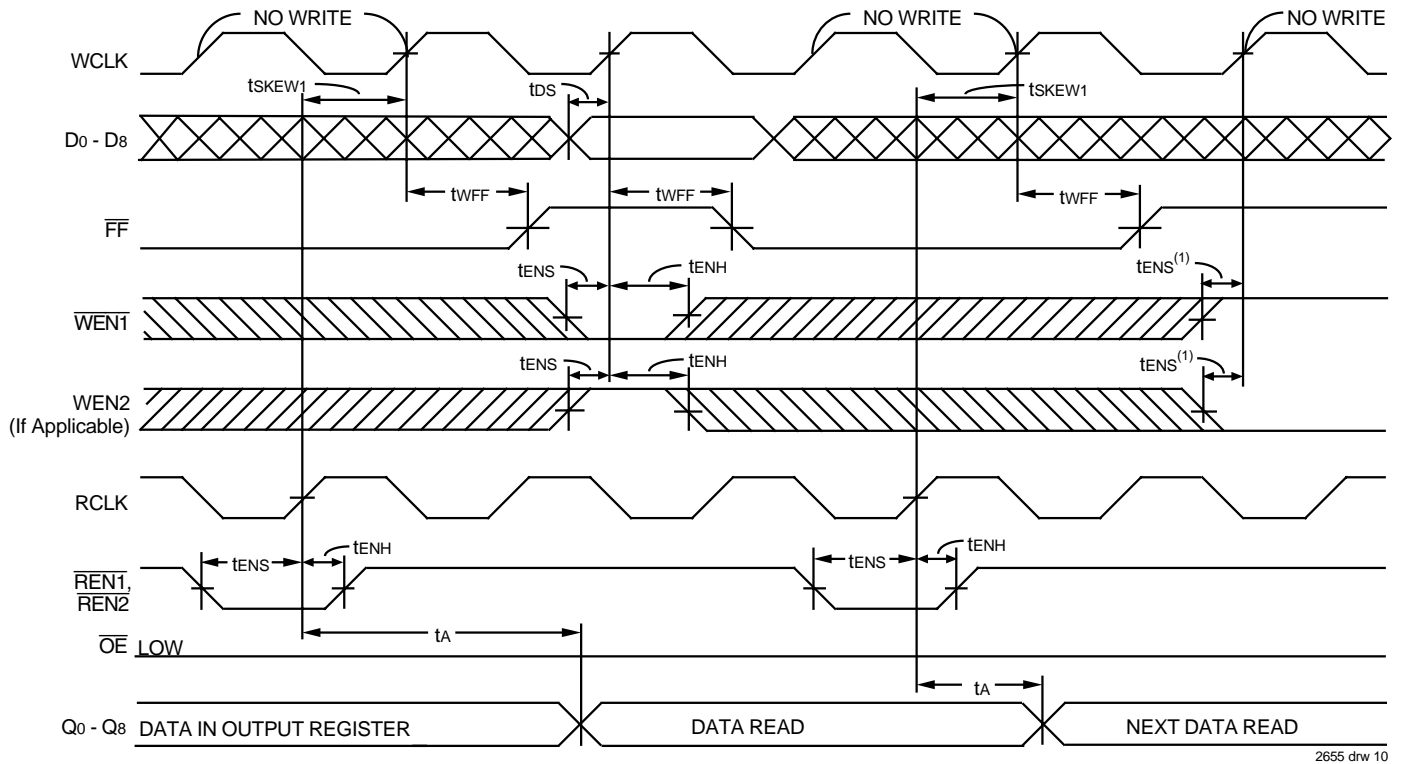 NO WRITE
NO WRITE
NO WRITE
WCLK
tSKEW1
tDS
tSKEW1
D0 - D8
tWFF
tWFF
tWFF
FF
tENS
tENH
tENS(1)
WEN1
tENS
tENH
tENS(1)
WEN2
(If Applicable)
RCLK
tENS
tENH
tENS
tENH
REN1,
REN2
tA
OE LOW
tA
Q0 - Q8 DATA IN OUTPUT REGISTER DATA READ NEXT DATA READ
2655 drw 10